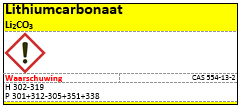 Lithiumcarbonaat
Li₂CO₃
Waarschuwing CAS 554-13-2
H 302-319
P 301+312-305+351+338